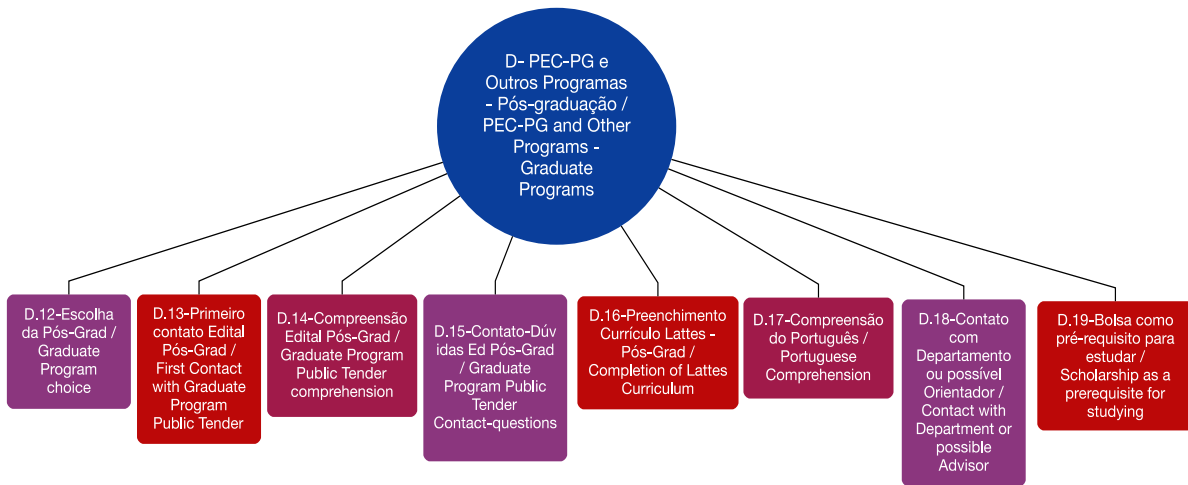 D- PEC-PG e
Outros Programas
- Pós-graduação /
PEC-PG and Other
Programs -
Graduate
Programs
D.12-Escolha
da Pós-Grad /
Graduate
Program
choice
D.13-Primeiro
contato Edital
Pós-Grad /
First Contact
with Graduate
Program
Public Tender
D.14-Compreensão
Edital Pós-Grad /
Graduate Program
Public Tender
comprehension
D.15-Contato-Dúv
idas Ed Pós-Grad
/ Graduate
Program Public
Tender
Contact-questions
D.16-Preenchimento
Currículo Lattes -
Pós-Grad /
Completion of Lattes
Curriculum
D.17-Compreensão
do Português /
Portuguese
Comprehension
D.18-Contato
com
Departamento
ou possível
Orientador /
Contact with
Department or
possible
Advisor
D.19-Bolsa como
pré-requisito para
estudar /
Scholarship as a
prerequisite for
studying